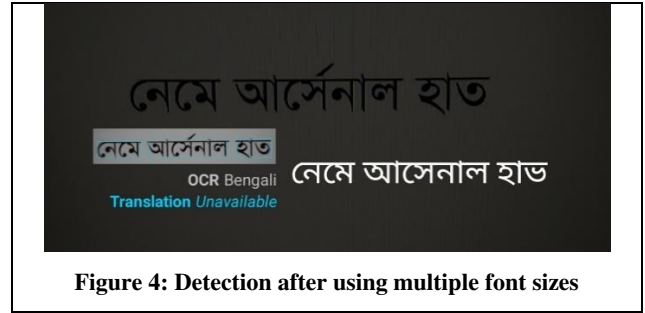 নেমে আর্সেনাল হাত
নেমে আর্সেনাল হাত
OCR Bengali
Translation Unavailable
নেমে আসেনাল হাভ
Figure 4: Detection after using multiple font sizes